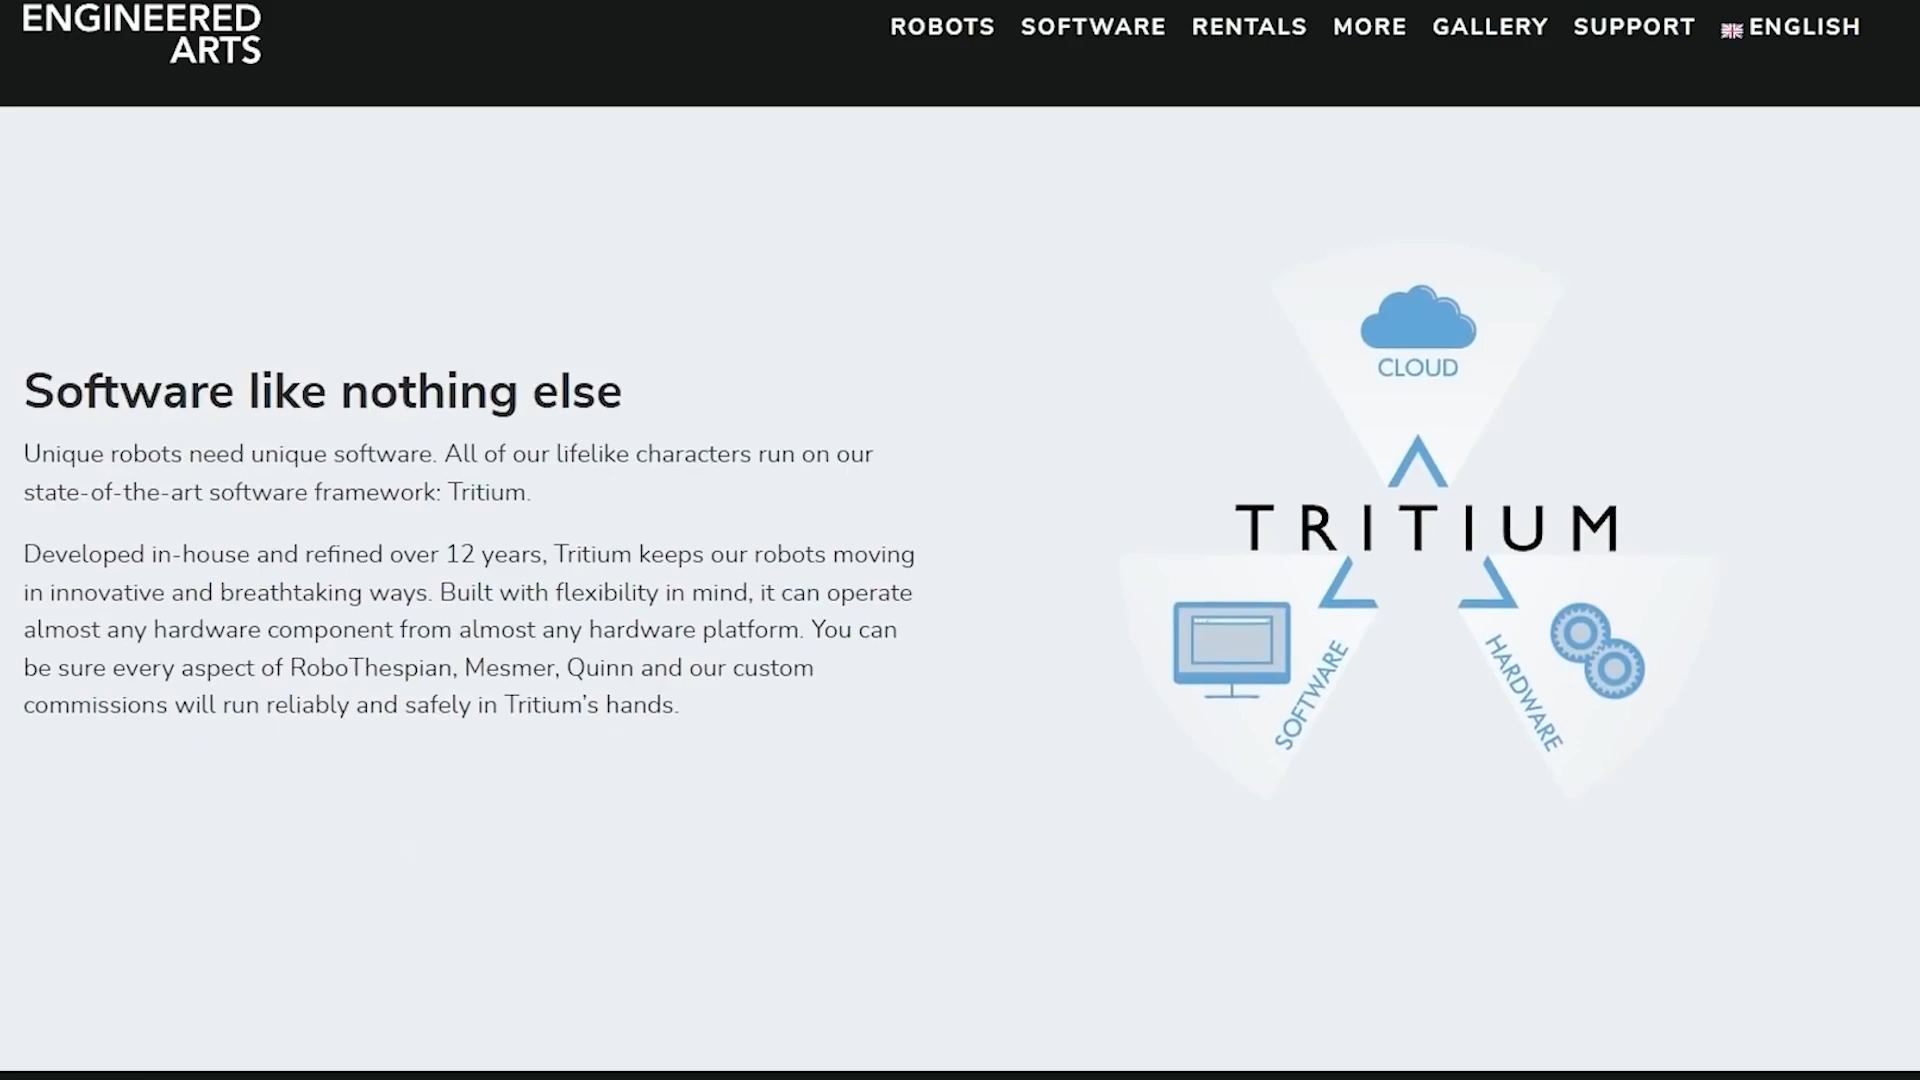 ENGINEERED
ARTS
ROBOTS SOFTWARE RENTALS MORE GALLERY SUPPORT ENGLISH
Software like nothing else
Unique robots need unique software. All of our lifelike characters run on our
state-of-the-art software framework: Tritium.
Developed in-house and refined over 12 years, Tritium keeps our robots moving
in innovative and breathtaking ways. Built with flexibility in mind, it can operate
almost any hardware component from almost any hardware platform. You can
be sure every aspect of RoboThespian, Mesmer, Quinn and our custom
commissions will run reliably and safely in Tritium’s hands.
CLOUD
TRITIUM
SOFTWARE
HARDWARE